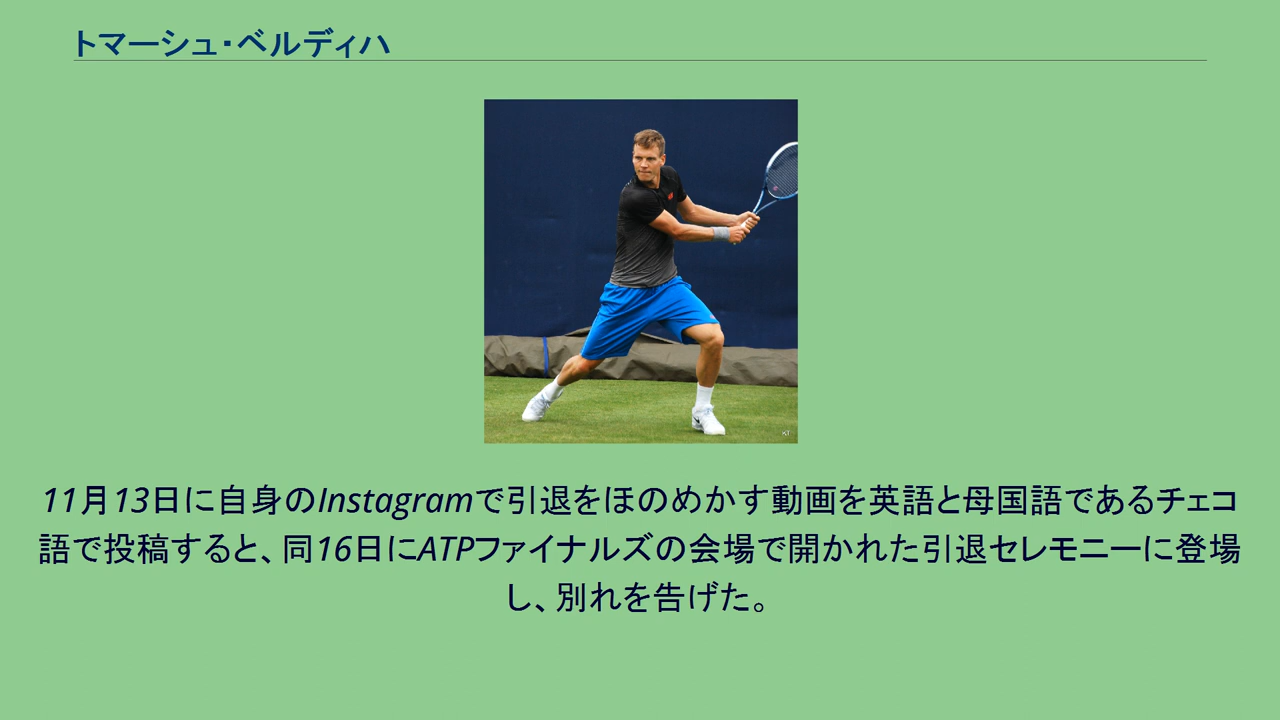 トマーシュ・ベルディハ
11月13日に自身のInstagramで引退をほのめかす動画を英語と母国語であるチェコ
語で投稿すると、同16日にATPファイナルズの会場で開かれた引退セレモニーに登場
し、別れを告げた。